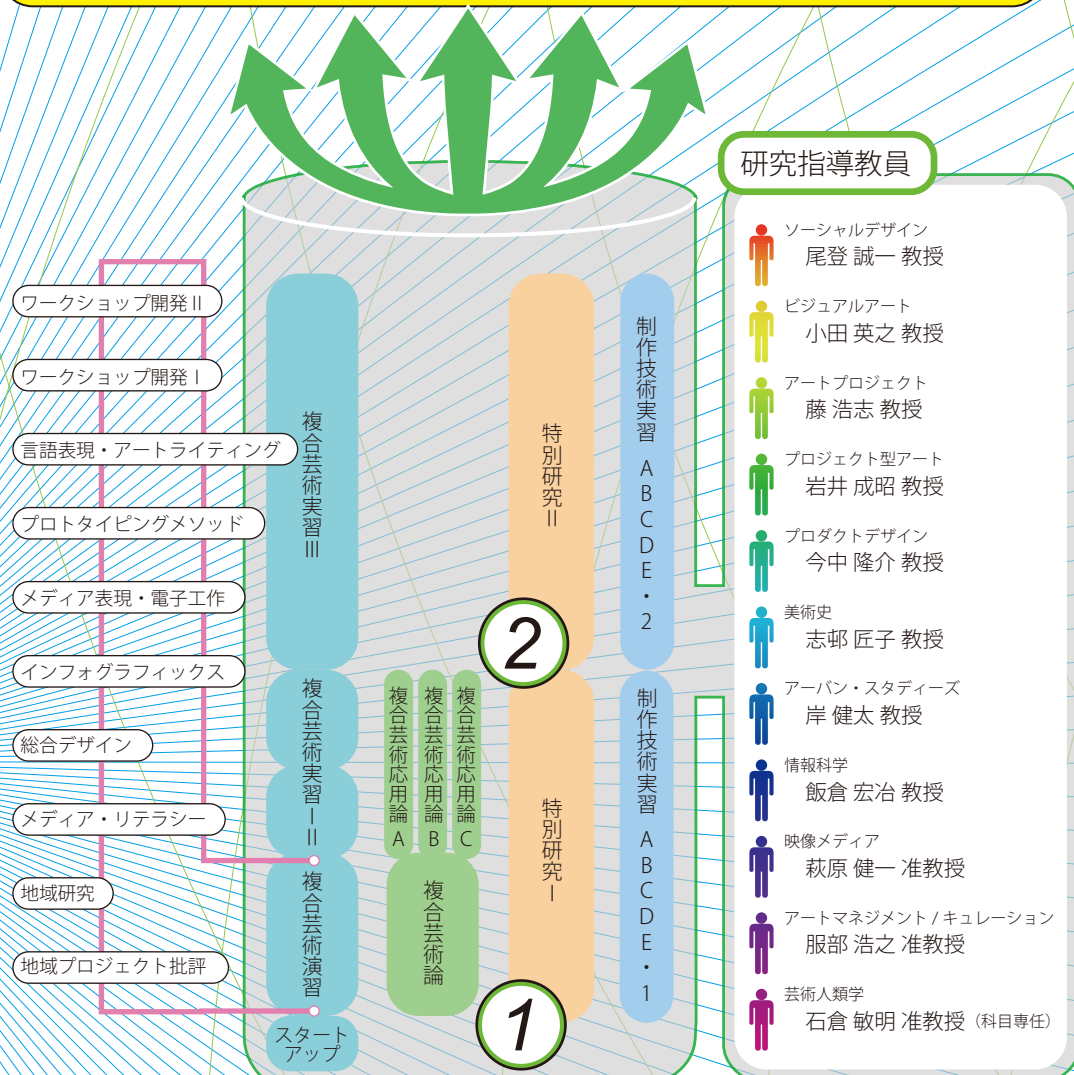 研究指導教員
ソーシャルデザイン
尾登 誠一 教授
ビジュアルアート
小田 英之 教授
アートプロジェクト
藤 浩志 教授
プロジェクト型アート
岩井 成昭 教授
プロダクトデザイン
今中 隆介 教授
美術史
志邨 匠子 教授
アーバン・スタディーズ
岸 健太 教授
情報科学
飯倉 宏治 教授
映像メディア
萩原 健一 准教授
アートマネジメント / キュレーション
服部 浩之 准教授
芸術人類学
石倉 敏明 准教授（科目専任）
ワークショップ開発Ⅱ
ワークショップ開発Ⅰ
言語表現・アートライティング
プロトタイピングメソッド
メディア表現・電子工作
インフォグラフィックス
総合デザイン
メディア・リテラシー
地域研究
地域プロジェクト批評
複合芸術実習Ⅲ
複合芸術実習Ⅰ-Ⅱ
複合芸術演習
スタート
アップ
複合芸術応用論 A
複合芸術応用論 B
複合芸術応用論 C
複合芸術論
特別研究Ⅱ
2
特別研究Ⅰ
1
制作技術実習 ABCDE・2
制作技術実習 ABCDE・1